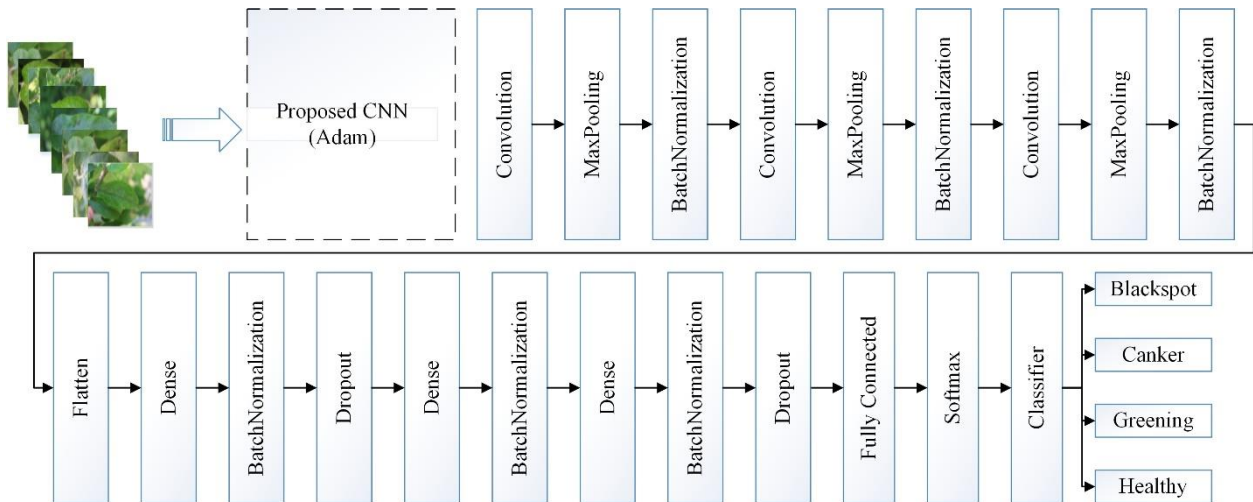 Proposed CNN
(Adam)
Convolution
MaxPooling
BatchNormalization
Convolution
MaxPooling
BatchNormalization
Convolution
MaxPooling
BatchNormalization
Flatten
Dense
BatchNormalization
Dropout
Dense
BatchNormalization
Dense
BatchNormalization
Dropout
Fully Connected
Softmax
Classifier
Blackspot
Canker
Greening
Healthy